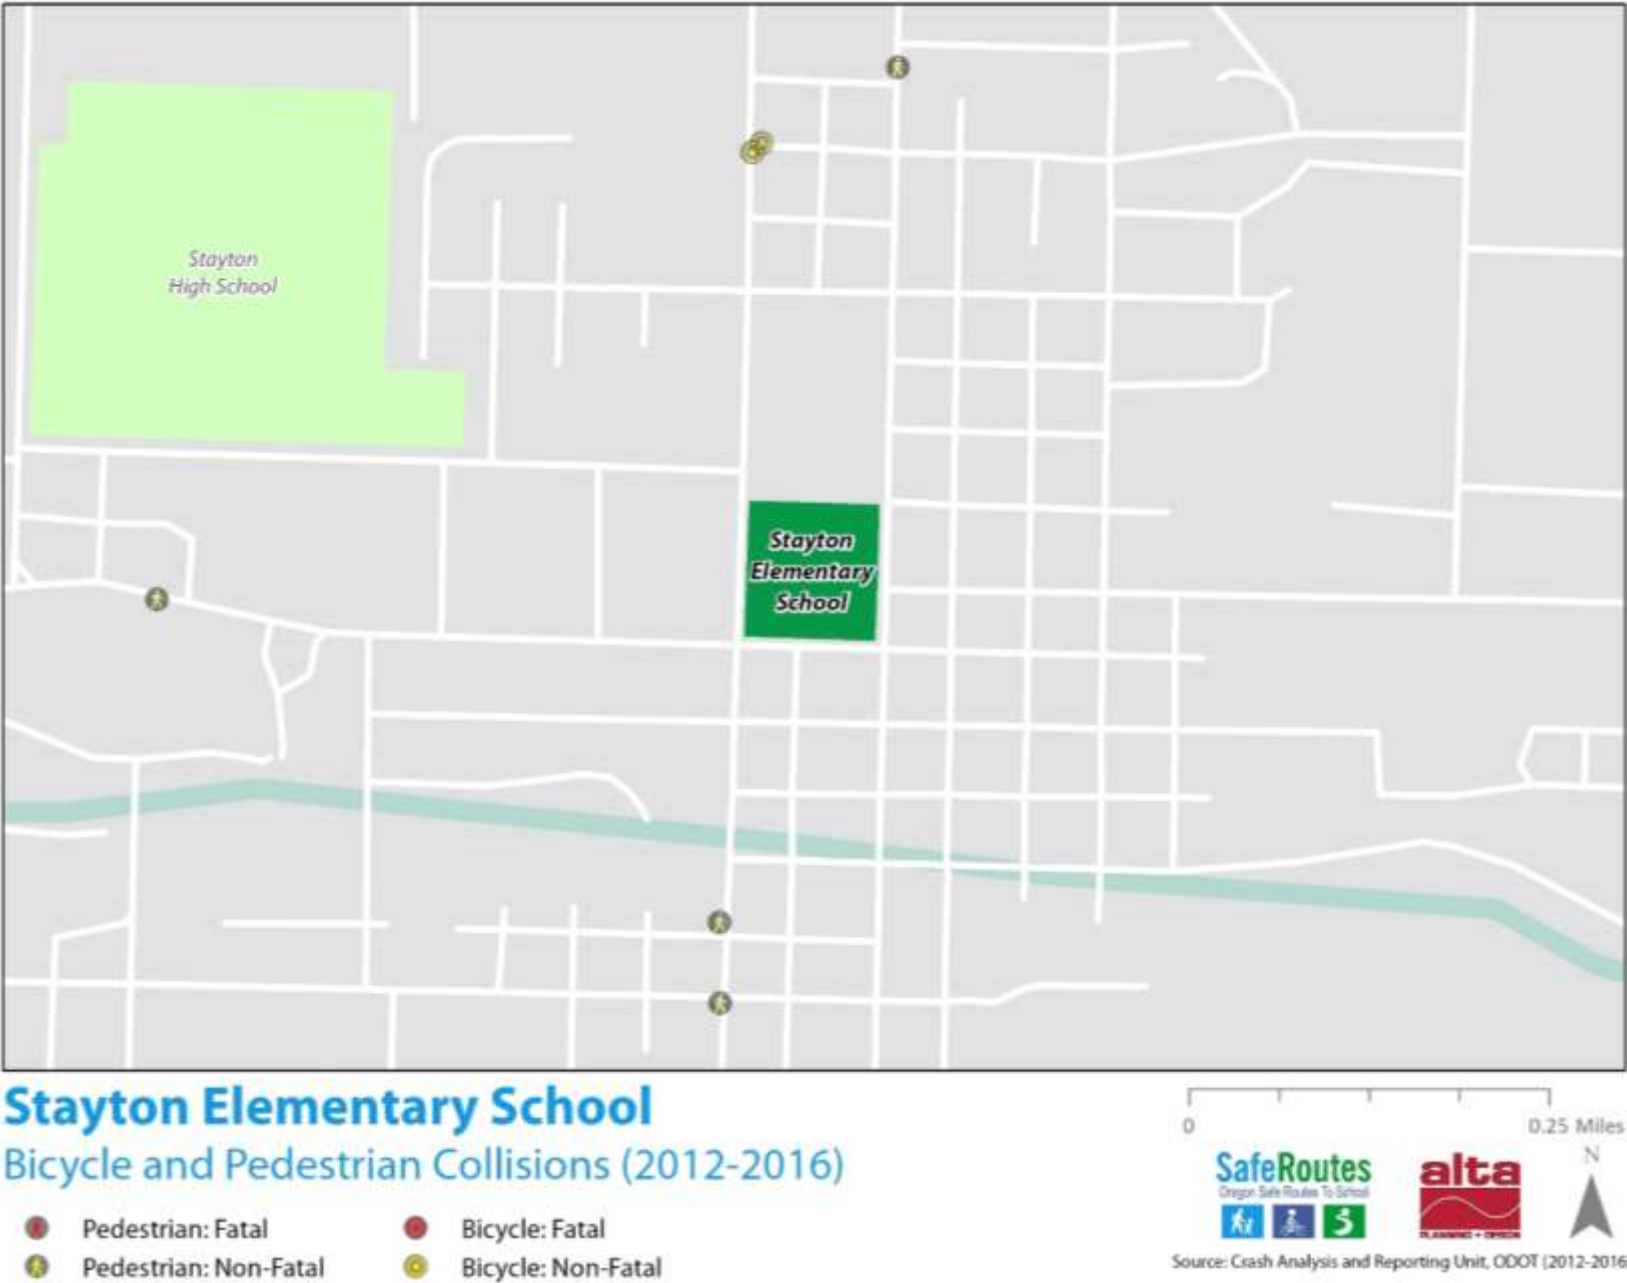 Stayton
High School
Stayton
Elementary
School
Stayton Elementary School
Bicycle and Pedestrian Collisions (2012-2016)
Pedestrian: Fatal
Bicycle: Fatal
Pedestrian: Non-Fatal
Bicycle: Non-Fatal
0 0.25 Miles
N
SafeRoutes
Oregon Safe Routes To School
alta
PLANNING + DESIGN
Source: Crash Analysis and Reporting Unit, ODOT (2012-2016